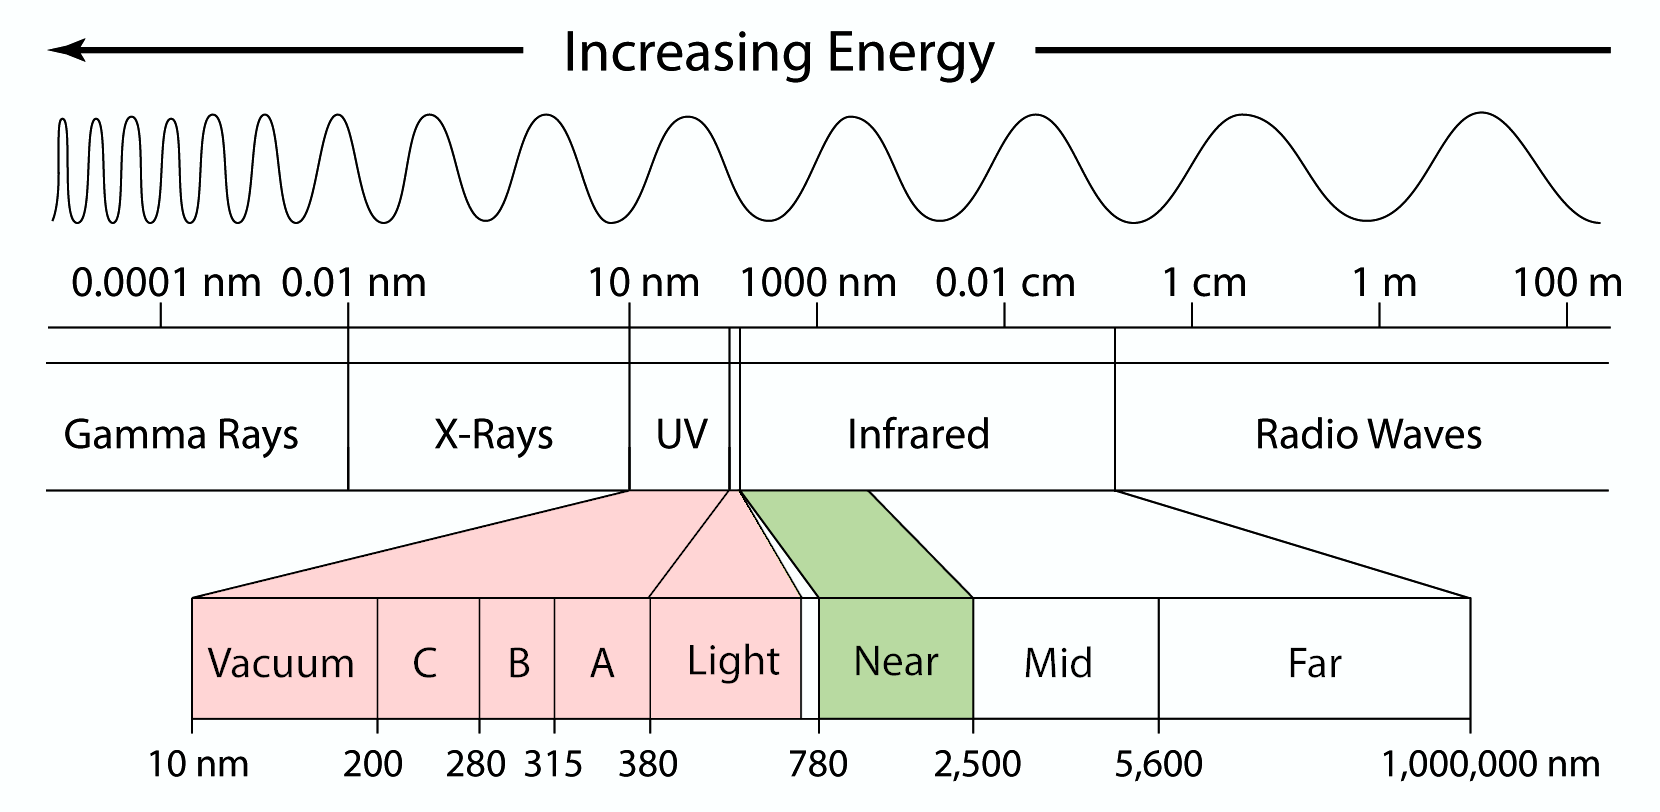 Increasing Energy
0.0001 nm 0.01 nm 10 nm 1000 nm 0.01 cm 1 cm 1 m 100 m
Gamma Rays X-Rays UV Infrared Radio Waves
Vacuum C B A Light Near Mid Far
10 nm 200 280 315 380 780 2,500 5,600 1,000,000 nm